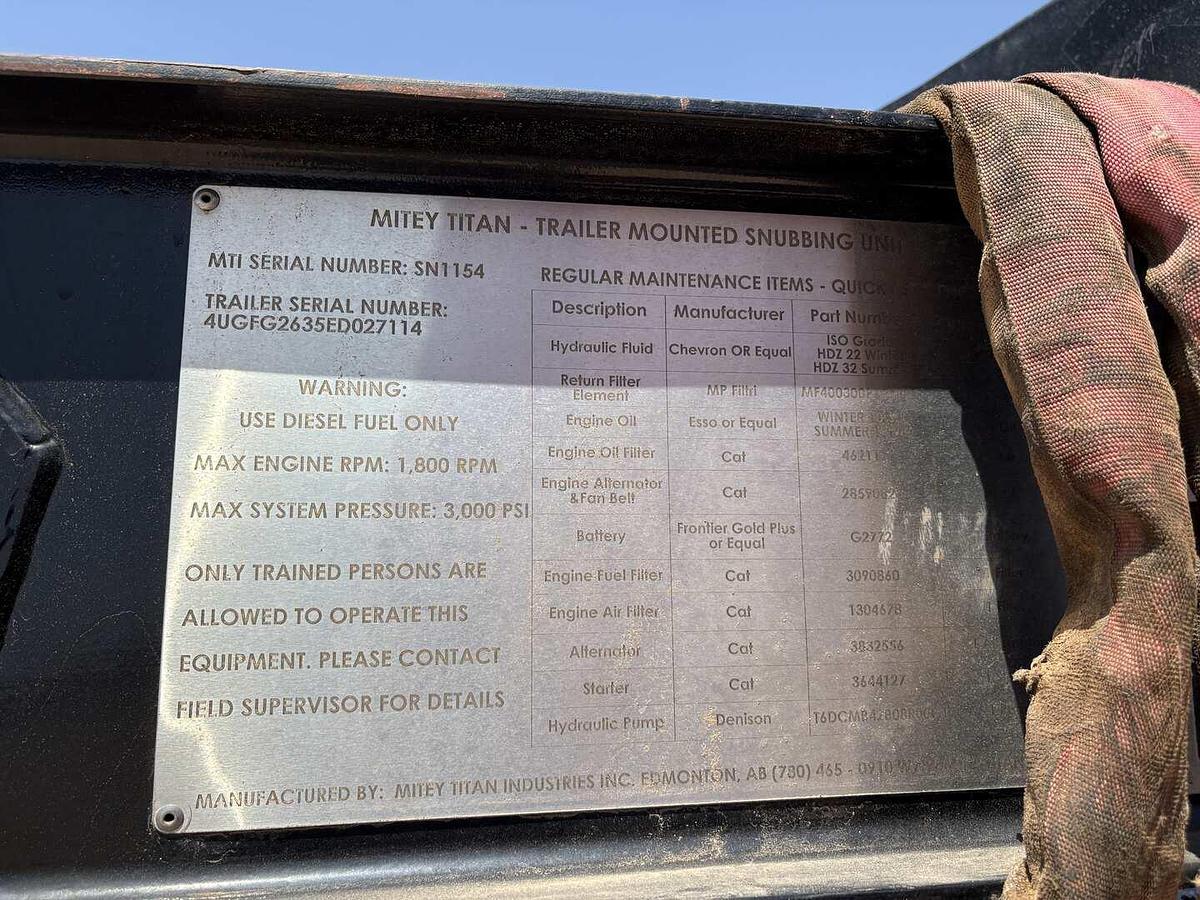 MITEY TITAN - TRAILER MOUNTED SNUBBING
MTI SERIAL NUMBER: SN1154
TRAILER SERIAL NUMBER:
4UGFG2635ED027114
WARNING:
USE DIESEL FUEL ONLY
MAX ENGINE RPM: 1,800 RPM
MAX SYSTEM PRESSURE: 3,000 PSI
ONLY TRAINED PERSONS ARE
ALLOWED TO OPERATE THIS
EQUIPMENT. PLEASE CONTACT
FIELD SUPERVISOR FOR DETAILS
REGULAR MAINTENANCE ITEMS - QUICK
Description Manufacturer Part
Hydraulic Fluid Chevron OR Equal ISO
HDZ 22
HDZ 32
Return Filter
Element MP Filtri
Engine Oil Esso or Equal WINTER
SUMMER
Engine Oil Filter Cat
Engine Alternator
&Fan Belt Cat
Battery Frontier Gold Plus
or Equal G2772
Engine Fuel Filter Cat 3090860
Engine Air Filter Cat 1304678
Alternator Cat 3832556
Starter Cat 3644127
Hydraulic Pump Denison
MANUFACTURED BY: MITEY TITAN INDUSTRIES INC. EDMONTON, AB (780) 465 - 0910